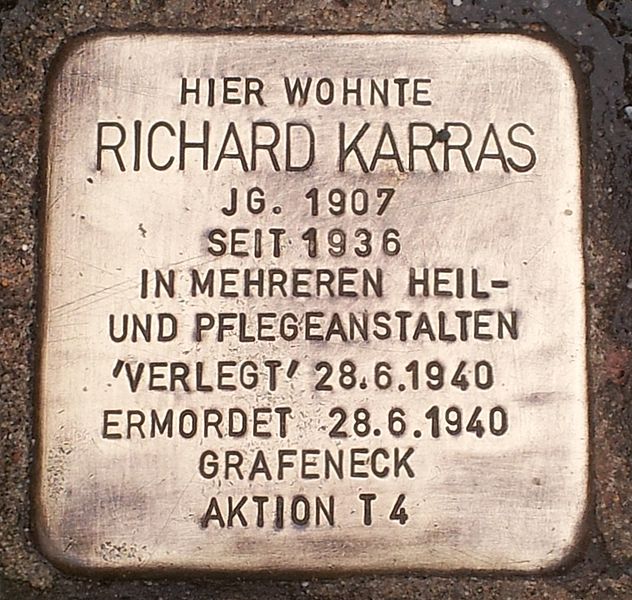 HIER WOHNTE
RICHARD KARRAS
JG. 1907
SEIT 1936
IN MEHREREN HEIL-
UND PFLEGEANSTALTEN
'VERLEGT' 28.6.1940
ERMORDET 28.6.1940
GRAFENECK
AKTION T4